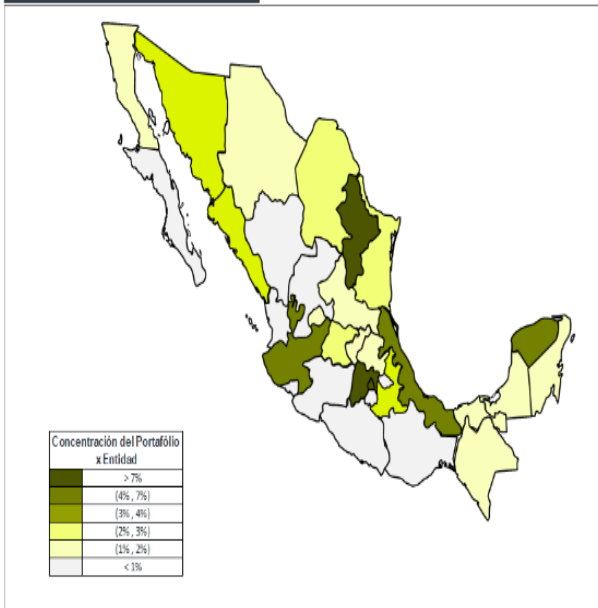 Concentración del Portafólio
x Entidad
> 7%
(4% , 7%)
(3% , 4%)
(2% , 3%)
(1% , 2%)
< 1%